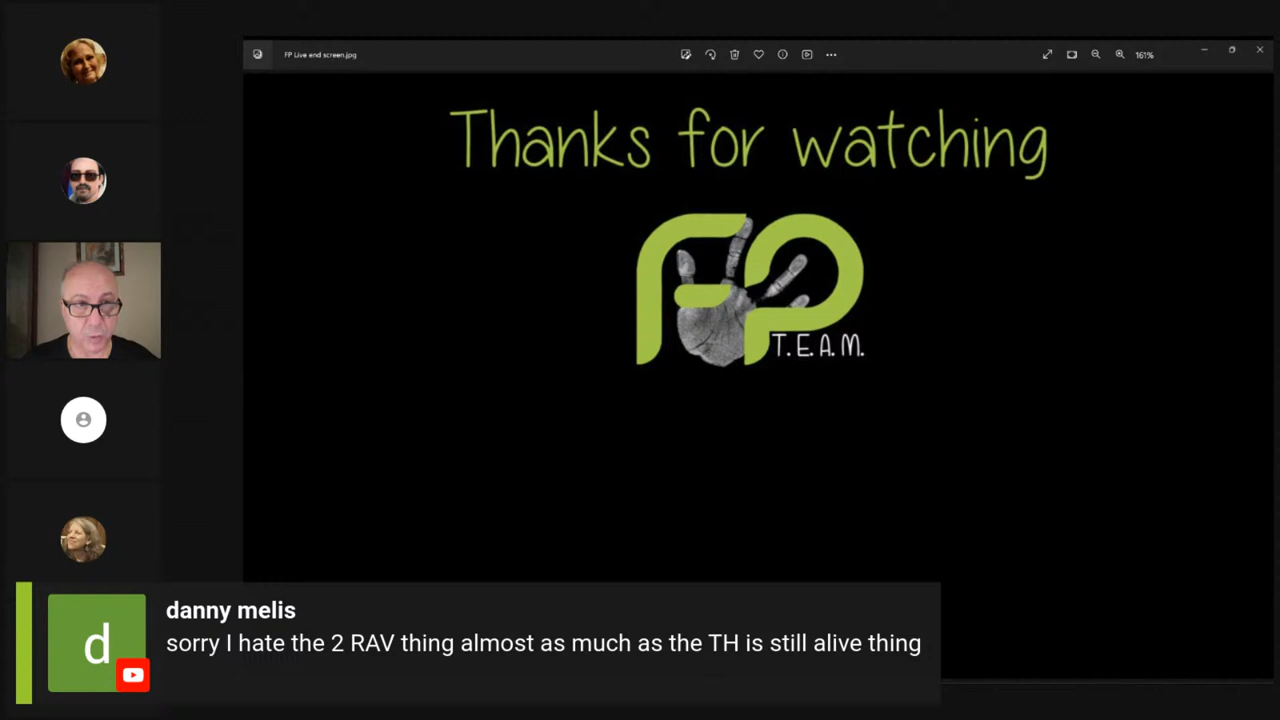 FP Live end screen.jpg
161%
Thanks for watching
FP
T.E.A.M.
d
danny melis
sorry I hate the 2 RAV thing almost as much as the TH is still alive thing